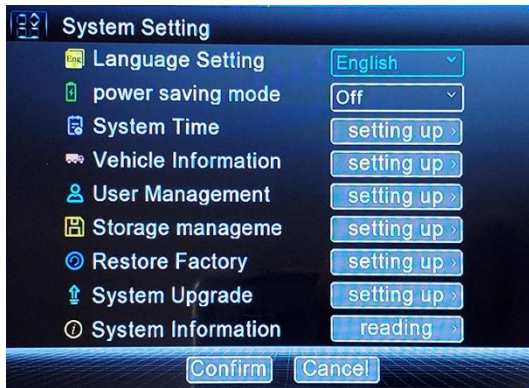 System Setting
Eng Language Setting English
power saving mode Off
System Time setting up
Vehicle Information setting up
User Management setting up
Storage manageme setting up
Restore Factory setting up
System Upgrade setting up
System Information reading
Confirm Cancel